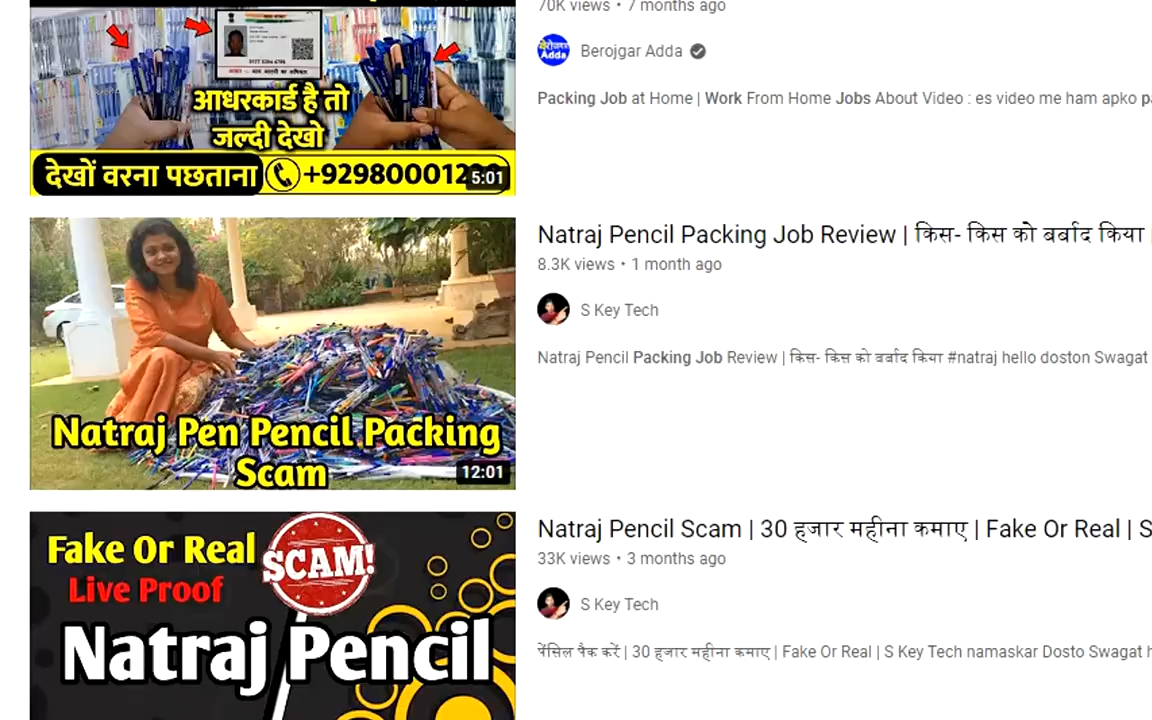 70K views • 7 months ago
Berojgar Adda
Packing Job at Home | Work From Home Jobs About Video : es video me ham apko
आधरकार्ड है तो
जल्दी देखो
देखों वरना पछताना
+929800012
5:01
Natraj Pencil Packing Job Review | किस- किस को बर्बाद किया
8.3K views • 1 month ago
S Key Tech
Natraj Pencil Packing Job Review | किस- किस को बर्बाद किया #natraj hello doston Swagat
Natraj Pen Pencil Packing
Scam
12:01
Natraj Pencil Scam | 30 हजार महीना कमाए | Fake Or Real | S
33K views • 3 months ago
S Key Tech
पेंसिल पैक करें | 30 हजार महीना कमाए | Fake Or Real | S Key Tech namaskar Dosto Swagat h
Fake Or Real
SCAM!
Live Proof
Natraj Pencil